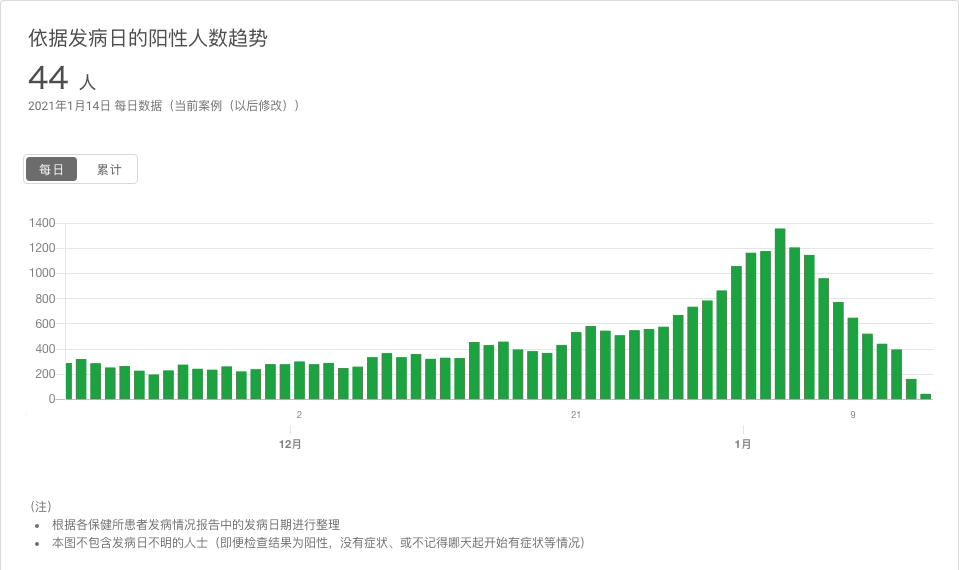 依据发病日的阳性人数趋势
44 人
2021年1月14日 每日数据（当前案例（以后修改））
每日 累计
1400
1200
1000
800
600
400
200
0
2 21 9
12月 1月
（注）
• 根据各保健所患者发病情况报告中的发病日期进行整理
• 本图不包含发病日不明的人士（即便检查结果为阳性，没有症状、或不记得哪天起开始有症状等情况）